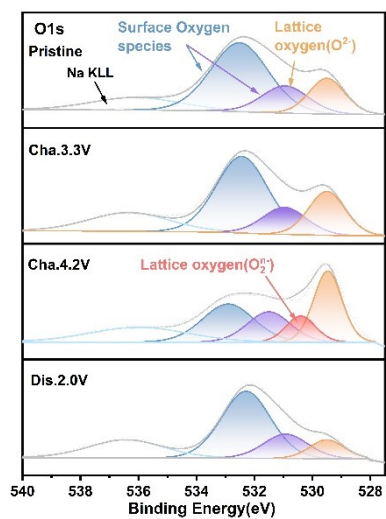 O1s
Surface Oxygen
species
Lattice
oxygen(O²⁻)
Pristine
Na KLL
Cha.3.3V
Cha.4.2V
Lattice oxygen(O₂ⁿ⁻)
Dis.2.0V
540 538 536 534 532 530 528
Binding Energy(eV)